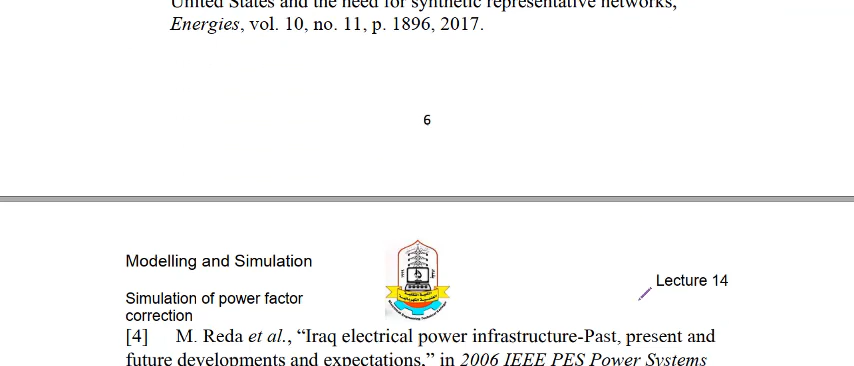 United States and the need for synthetic representative networks,
Energies, vol. 10, no. 11, p. 1896, 2017.
6
Modelling and Simulation
Lecture 14
Simulation of power factor
correction
[4] M. Reda et al., “Iraq electrical power infrastructure-Past, present and
future developments and expectations,” in 2006 IEEE PES Power Systems